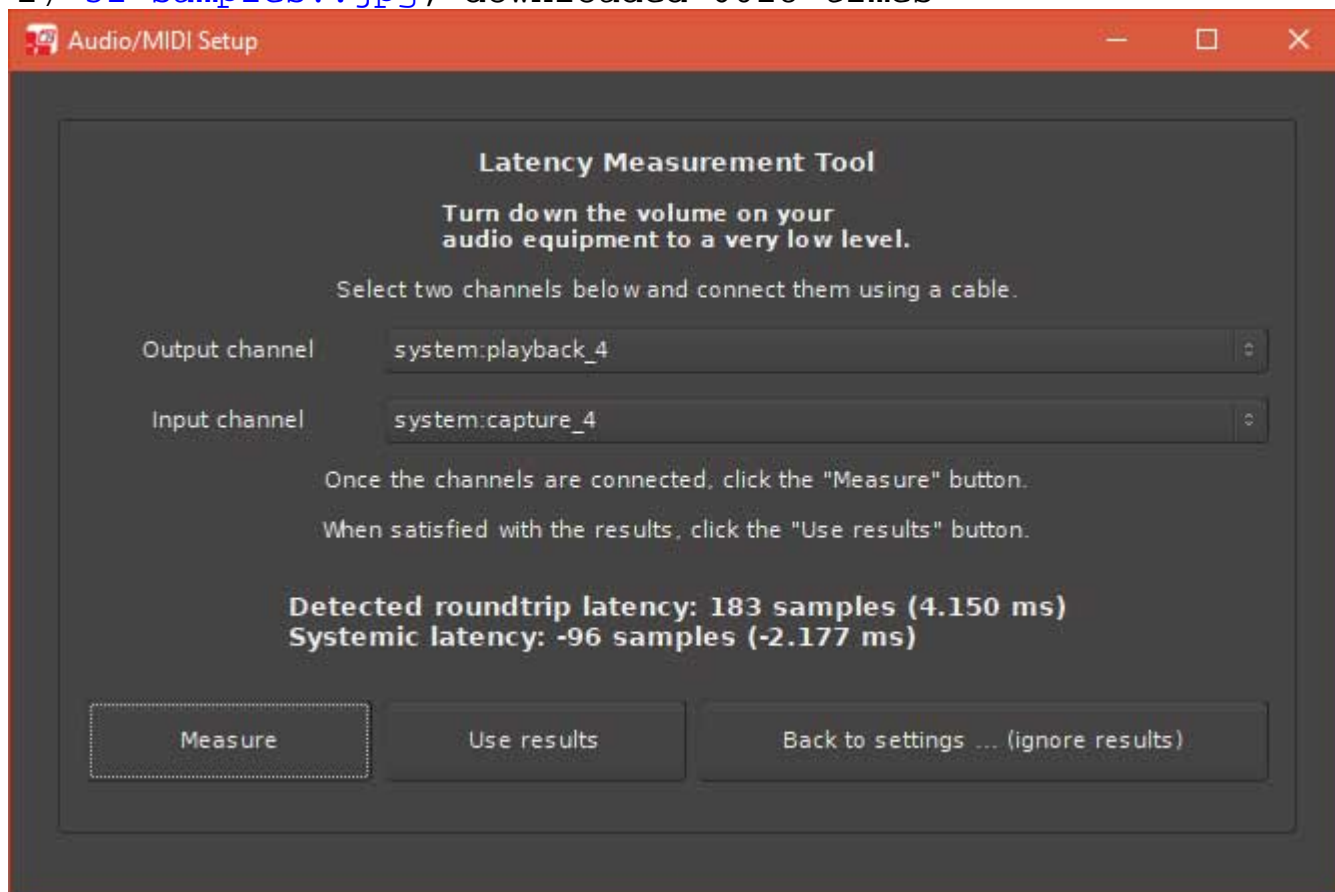 Audio/MIDI Setup
Latency Measurement Tool
Turn down the volume on your
audio equipment to a very low level.
Select two channels below and connect them using a cable.
Output channel system:playback_4
Input channel system:capture_4
Once the channels are connected, click the "Measure" button.
When satisfied with the results, click the "Use results" button.
Detected roundtrip latency: 183 samples (4.150 ms)
Systemic latency: -96 samples (-2.177 ms)
Measure Use results Back to settings ... (ignore results)